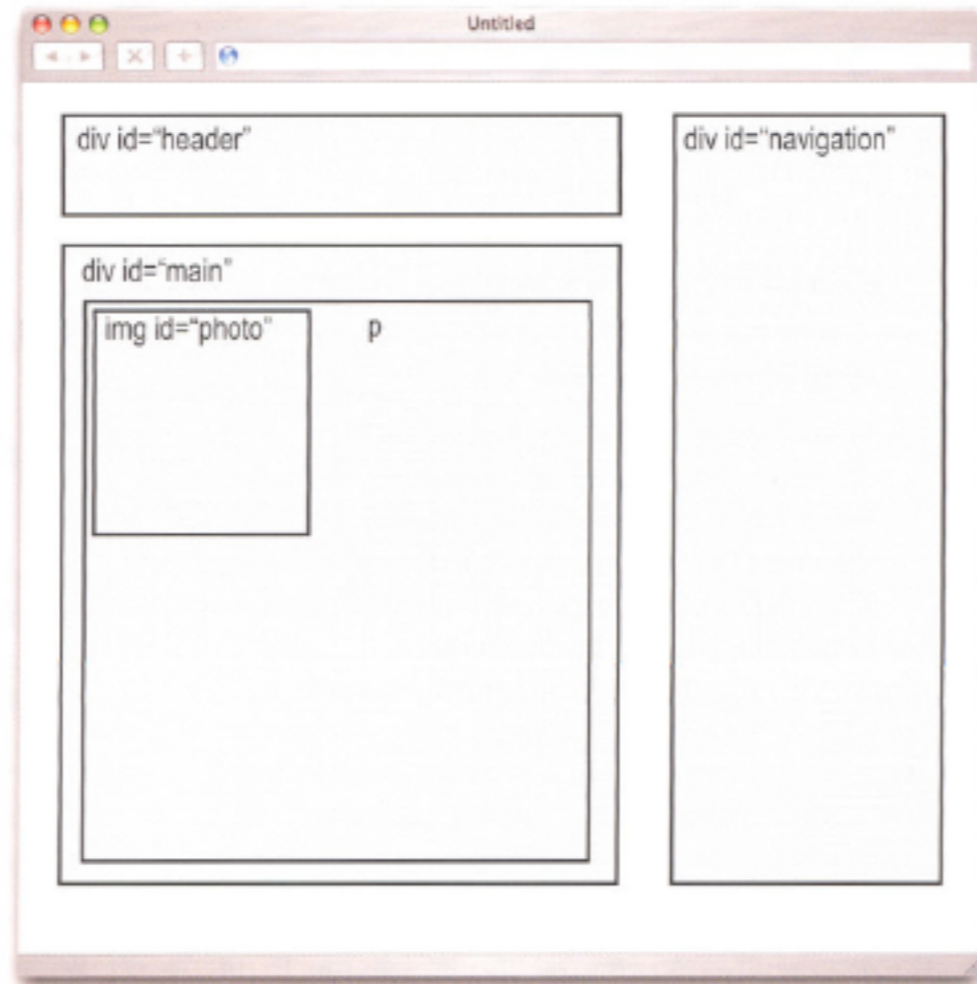 Untitled
div id=“header”
div id=“navigation”
div id=“main”
img id=“photo”
p